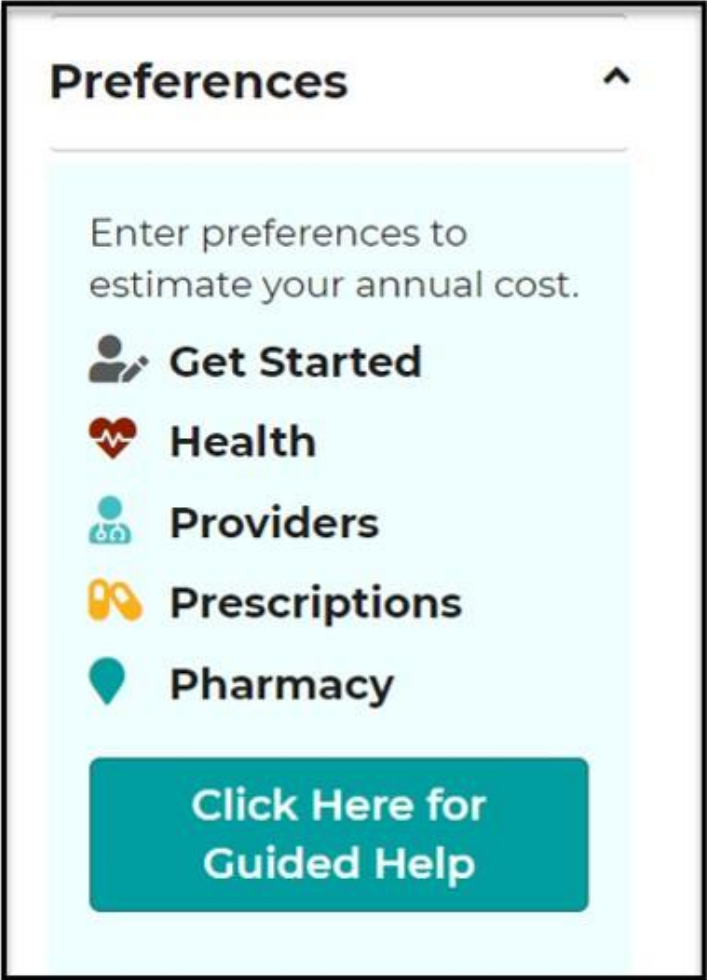 Preferences
Enter preferences to
estimate your annual cost.
Get Started
Health
Providers
Prescriptions
Pharmacy
Click Here for
Guided Help